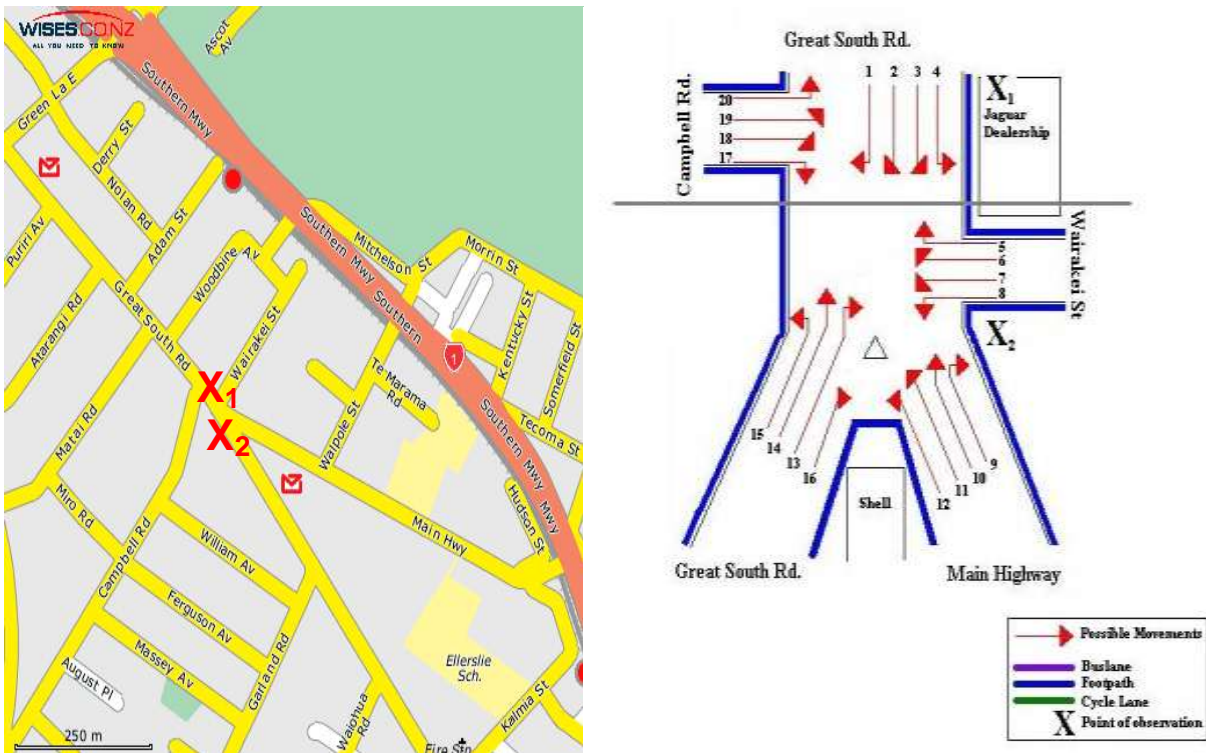 WISES.CO.NZ
ALL YOU NEED TO KNOW
Ascot Av
Green La E
Southern Mwy
Derry St
Noian Rd
Adam St
Puriri Av
Woodbine Av
Mitchelson St
Southern Mwy
Morrin St
Great South Rd
Wairakei St
Southern
Atarangi Rd
Kentucky St
Somerfield St
1
Te Marama Rd
X1
X2
Matai Rd
Walpole St
Southern Mwy
Tecoma St
Mwy
Miro Rd
Main Hwy
Hudson St
William Av
Campbell Rd
Ferguson Av
Massey Av
Garland Rd
August Pl
Ellerslie
Sch.
Waiohua
Rd
Kalmia St
Fire Stn
250 m
Great South Rd.
Campbell Rd.
20
19
18
17
1
2
3
4
X1
Jaguar
Dealership
Wairakei St
5
6
7
8
X2
15
14
13
16
Shell
12
11
10
9
Great South Rd.
Main Highway
Possible Movements
Buslane
Footpath
Cycle Lane
X Point of observation